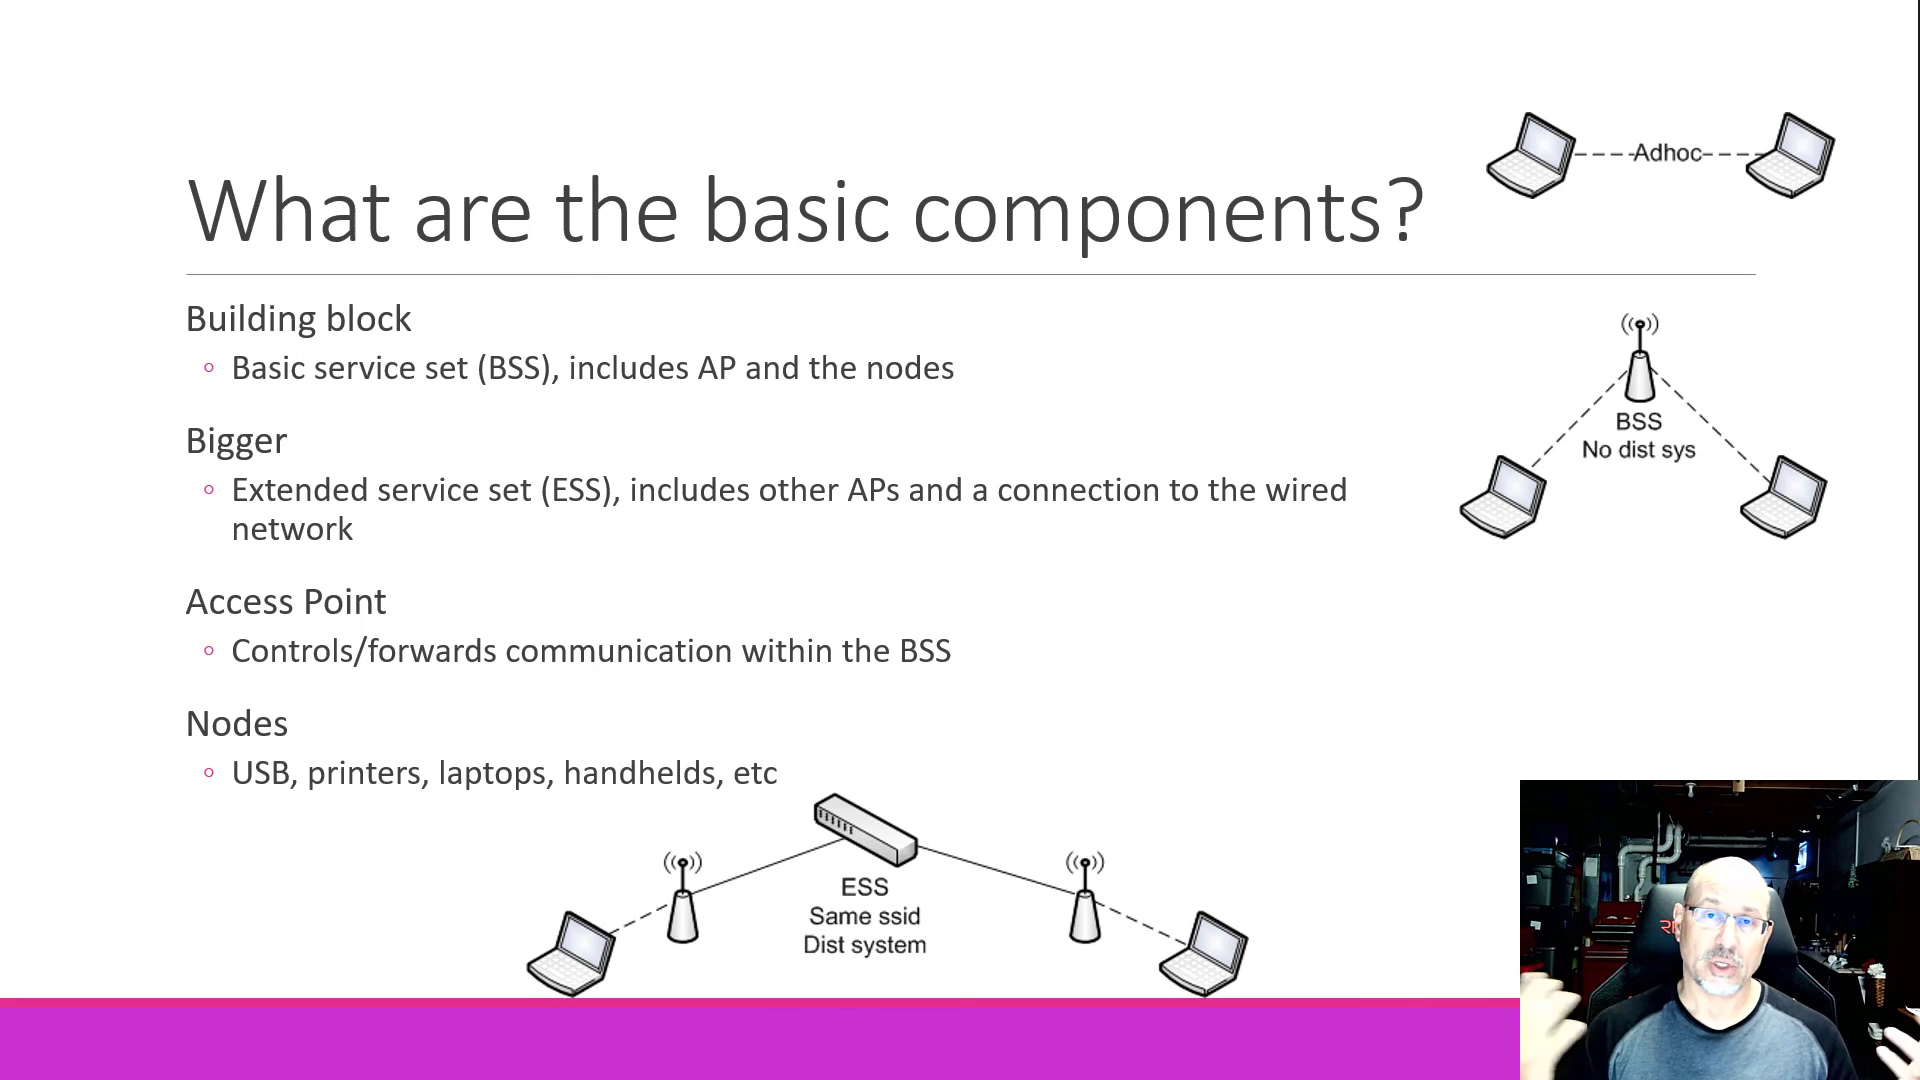 What are the basic components?
Adhoc
Building block
◦ Basic service set (BSS), includes AP and the nodes
Bigger
◦ Extended service set (ESS), includes other APs and a connection to the wired
network
Access Point
◦ Controls/forwards communication within the BSS
Nodes
◦ USB, printers, laptops, handhelds, etc
BSS
No dist sys
ESS
Same ssid
Dist system